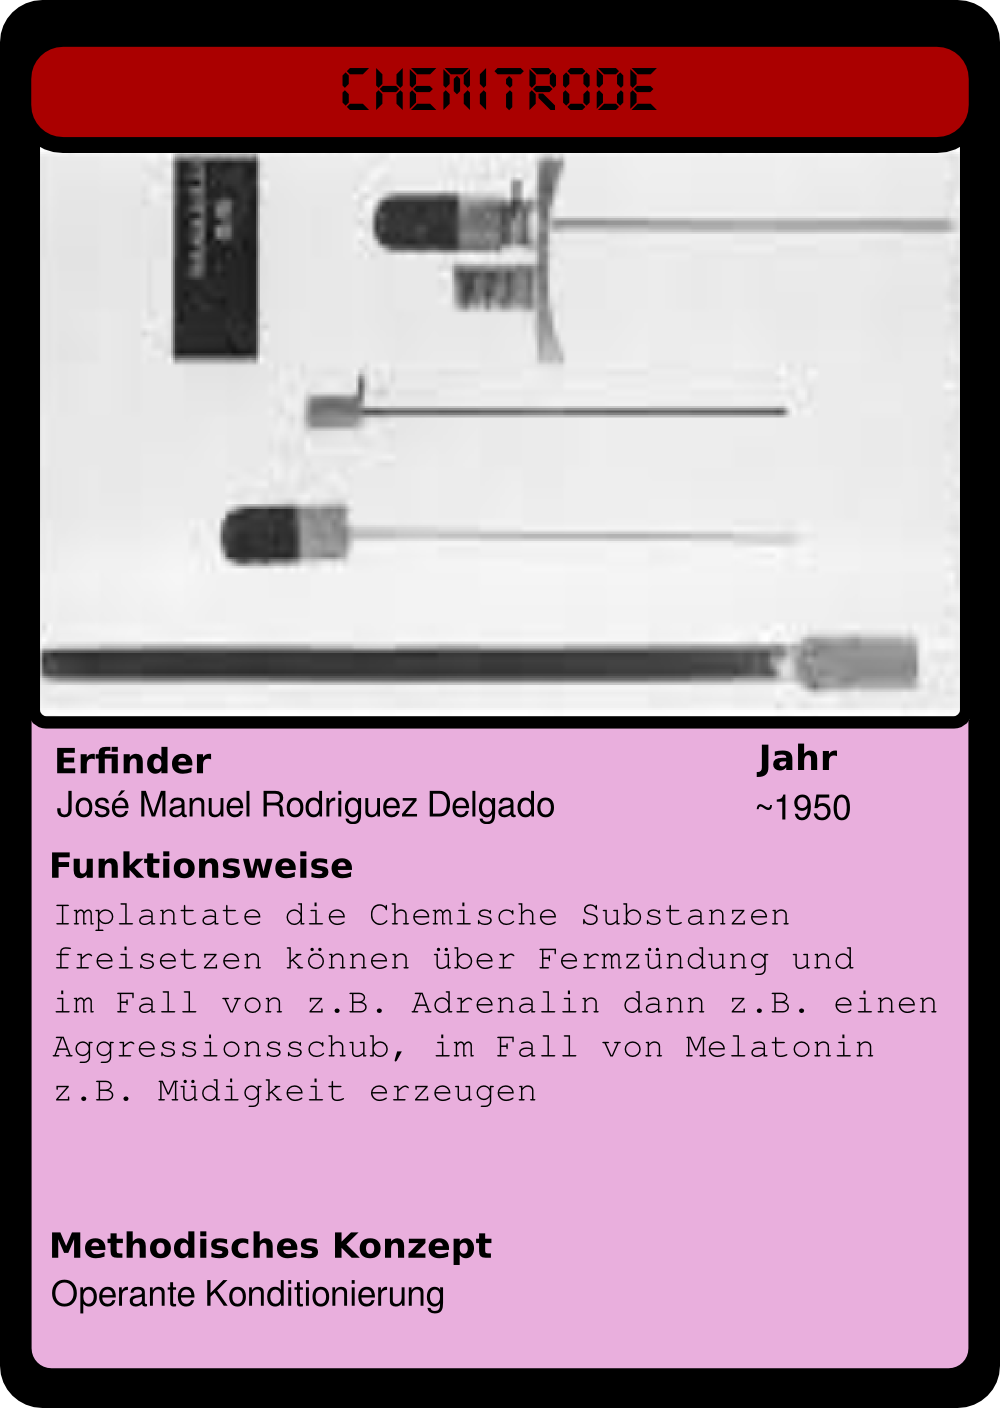 CHEMITRODE
Erfinder
José Manuel Rodriguez Delgado
Jahr
~1950
Funktionsweise
Implantate die Chemische Substanzen
freisetzen können über Fermzündung und
im Fall von z.B. Adrenalin dann z.B. einen
Aggressionsschub, im Fall von Melatonin
z.B. Müdigkeit erzeugen
Methodisches Konzept
Operante Konditionierung